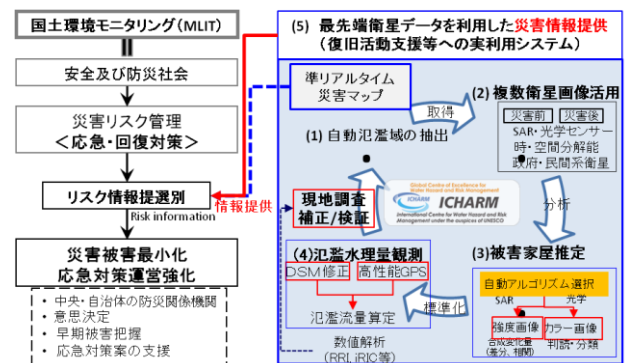 国土環境モニタリング(MLIT)
安全及び防災社会
災害リスク管理
<応急・回復対策>
リスク情報提選別
Risk information
情報提供
災害被害最小化
応急対策運営強化
・ 中央・自治体の防災関係機関
・ 意思決定
・ 早期被害把握
・ 応急対策案の支援
(5) 最先端衛星データを利用した災害情報提供
(復旧活動支援等への実利用システム)
準リアルタイム
災害マップ
取得
(1) 自動氾濫域の抽出
(2) 複数衛星画像活用
災害前 災害後
SAR・光学センサー
時・空間分解能
政府・民間系衛星
分析
現地調査
補正/検証
Global Centre of Excellence for
Water Hazard and Risk Management
ICHARM
ICHARM
International Centre for Water Hazard and Risk
Management under the auspices of UNESCO
(4)氾濫水理量観測
DSM修正 高性能GPS
氾濫流量算定
数値解析
(RRI, iRIC等)
標準化
(3)被害家屋推定
自動アルゴリズム選択
SAR 光学
強度画像 カラー画像
合成変化量 判読・分類
(差分、相関)